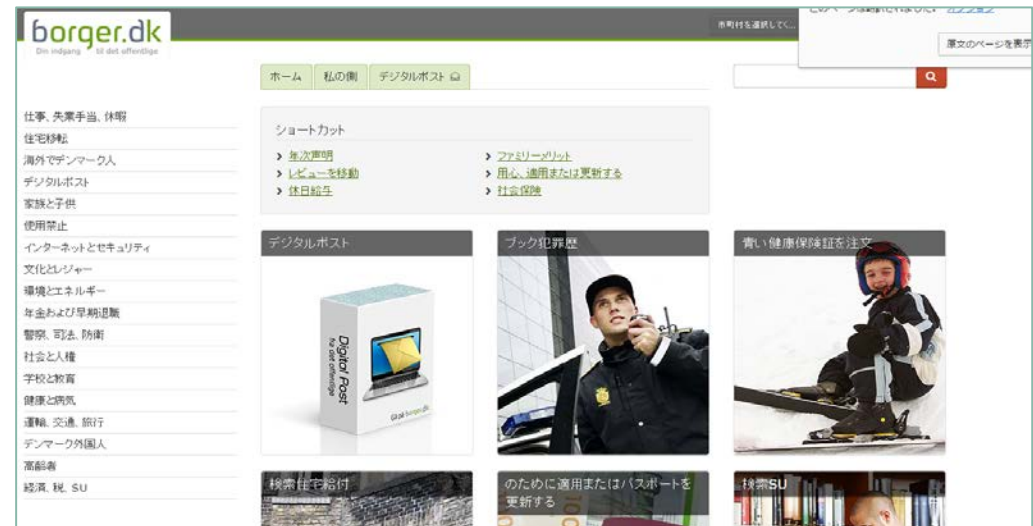 borger.dk
Din indgang til det offentlige
市町村を選択して...
オプション
原文のページを表示
ホーム
私の側
デジタルポスト
仕事、失業手当、休暇
住宅移転
海外でデンマーク人
デジタルポスト
家族と子供
使用禁止
インターネットとセキュリティ
文化とレジャー
環境とエネルギー
年金および早期退職
警察、司法、防衛
社会と人権
学校と教育
健康と病気
運輸、交通、旅行
デンマーク外国人
高齢者
経済、税、SU
ショートカット
年次声明
レビューを移動
休日給与
ファミリーメリット
用心、適用または更新する
社会保険
デジタルポスト
Digital Post
fra det offentlige
ブック犯罪歴
青い健康保険証を注文
検索住宅給付
のために適用またはパスポートを
更新する
検索SU